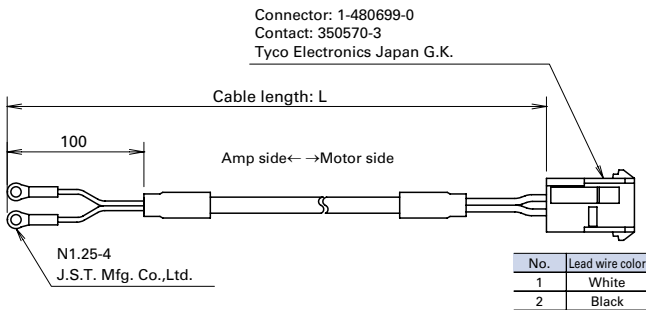 Connector: 1-480699-0
Contact: 350570-3
Tyco Electronics Japan G.K.
Cable length: L
100
Amp side← →Motor side
N1.25-4
J.S.T. Mfg. Co.,Ltd.
No. Lead wire color
1 White
2 Black